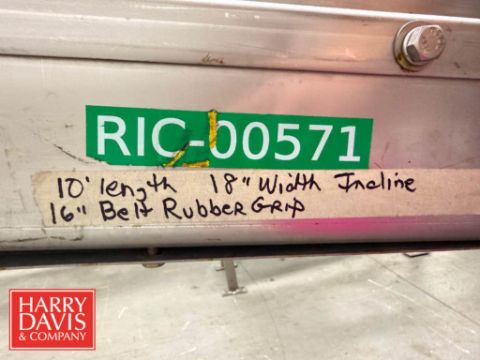 RIC-00571
10' length 18" Width Incline
16" Belt Rubber Grip
HARRY
DAVIS
& COMPANY